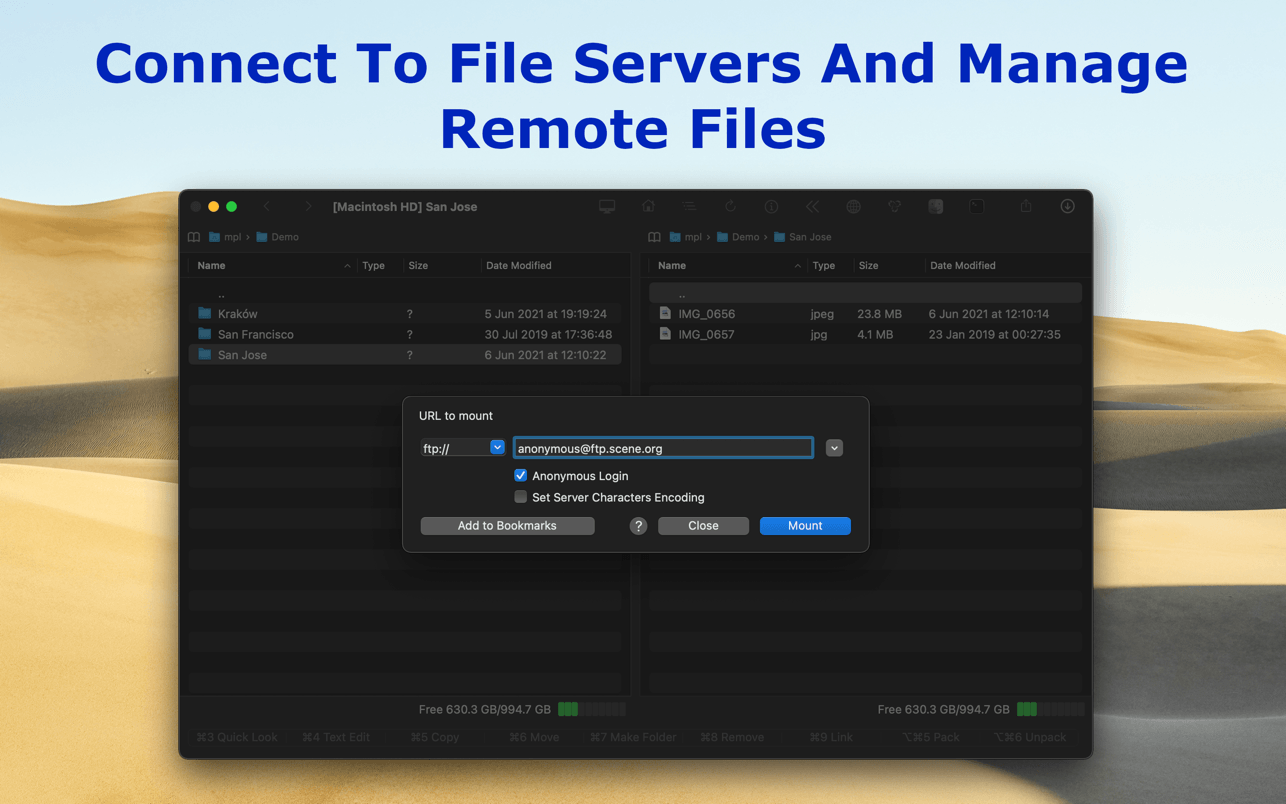 Connect To File Servers And Manage
Remote Files
[Macintosh HD] San Jose
mpl › Demo
mpl › Demo › San Jose
Name Type Size Date Modified
Name Type Size Date Modified
..
..
Kraków ? 5 Jun 2021 at 19:19:24
IMG_0656 jpeg 23.8 MB 6 Jun 2021 at 12:10:14
San Francisco ? 30 Jul 2019 at 17:36:48
IMG_0657 jpg 4.1 MB 23 Jan 2019 at 00:27:35
San Jose ? 6 Jun 2021 at 12:10:22
URL to mount
ftp:// anonymous@ftp.scene.org
Anonymous Login
Set Server Characters Encoding
Add to Bookmarks ? Close Mount
Free 630.3 GB/994.7 GB
Free 630.3 GB/994.7 GB
⌘3 Quick Look ⌘4 Text Edit ⌘5 Copy ⌘6 Move ⌘7 Make Folder ⌘8 Remove ⌘9 Link ⌥⌘5 Pack ⌥⌘6 Unpack